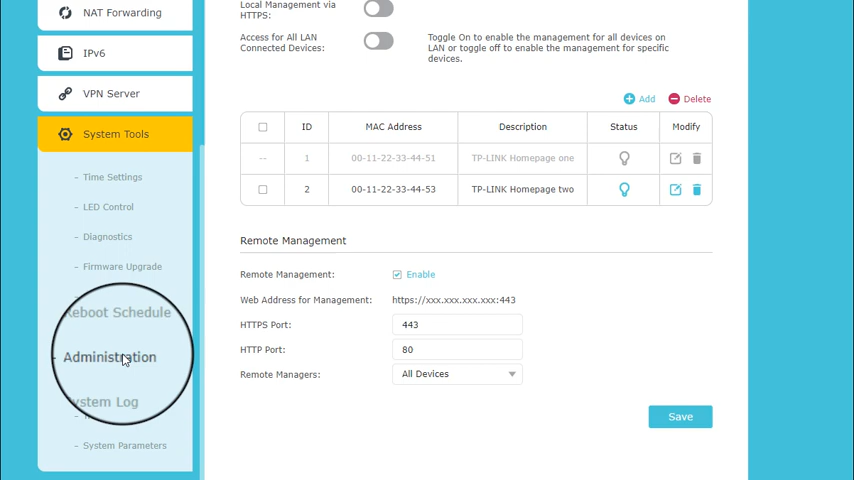 NAT Forwarding
IPv6
VPN Server
System Tools
- Time Settings
- LED Control
- Diagnostics
- Firmware Upgrade
Reboot Schedule
- Administration
System Log
- System Parameters
Local Management via
HTTPS:
Access for All LAN
Connected Devices:
Toggle On to enable the management for all devices on
LAN or toggle off to enable the management for specific
devices.
Add Delete
ID MAC Address Description Status Modify
-- 1 00-11-22-33-44-51 TP-LINK Homepage one
2 00-11-22-33-44-53 TP-LINK Homepage two
Remote Management
Remote Management: Enable
Web Address for Management: https://xxx.xxx.xxx.xxx:443
HTTPS Port: 443
HTTP Port: 80
Remote Managers: All Devices
Save